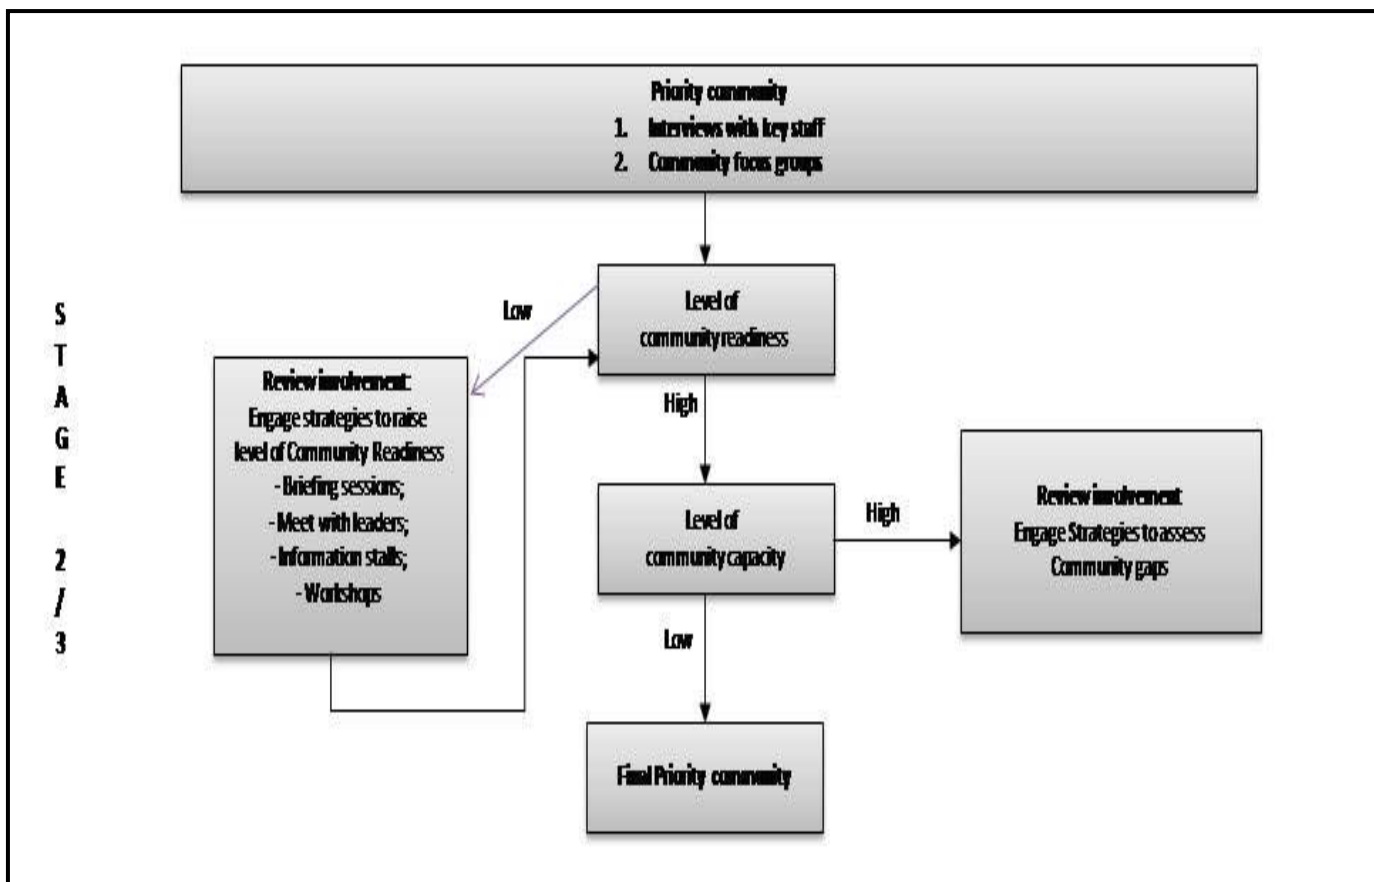 Priority community
1. Interviews with key staff
2. Community focus groups
Level of
community readiness
Low
High
Review involvement:
Engage strategies to raise
level of Community Readiness
- Briefing sessions;
- Meet with leaders;
- Information stalls;
- Workshops
Level of
community capacity
High
Review involvement
Engage Strategies to assess
Community gaps
Low
Final Priority community
STAGE 2/3